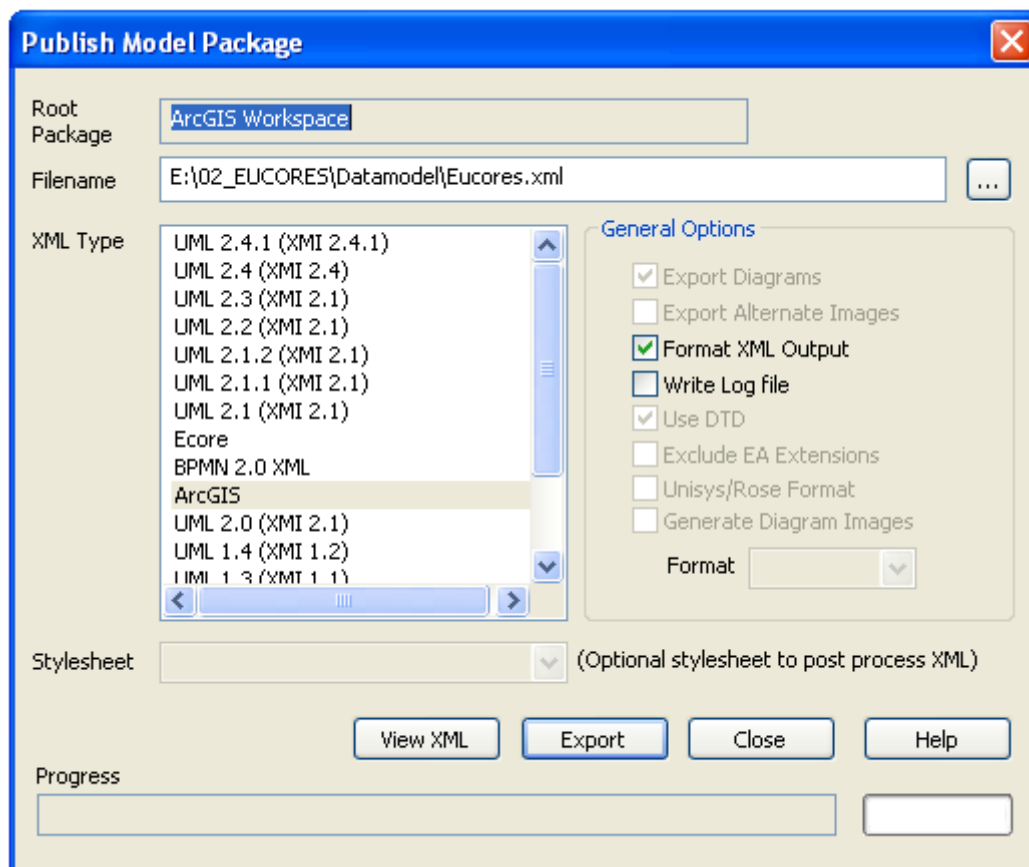 Publish Model Package
Root
Package
ArcGIS Workspace
Filename
E:\02_EUCORES\Datamodel\Eucores.xml
...
XML Type
UML 2.4.1 (XMI 2.4.1)
UML 2.4 (XMI 2.4)
UML 2.3 (XMI 2.1)
UML 2.2 (XMI 2.1)
UML 2.1.2 (XMI 2.1)
UML 2.1.1 (XMI 2.1)
UML 2.1 (XMI 2.1)
Ecore
BPMN 2.0 XML
ArcGIS
UML 2.0 (XMI 2.1)
UML 1.4 (XMI 1.2)
UML 1.3 (XMI 1.1)
General Options
Export Diagrams
Export Alternate Images
Format XML Output
Write Log file
Use DTD
Exclude EA Extensions
Unisys/Rose Format
Generate Diagram Images
Format
Stylesheet
(Optional stylesheet to post process XML)
View XML
Export
Close
Help
Progress